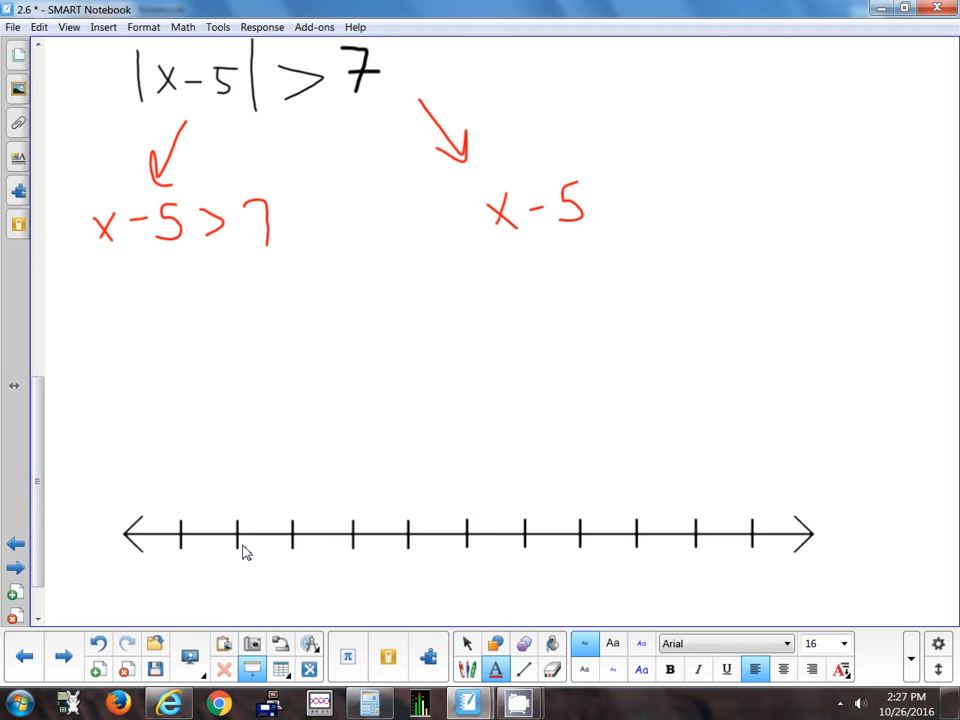 2.6 * - SMART Notebook
File Edit View Insert Format Math Tools Response Add-ons Help
|x-5| > 7
x-5>7
x-5
Arial 16
B I U
2:27 PM
10/26/2016